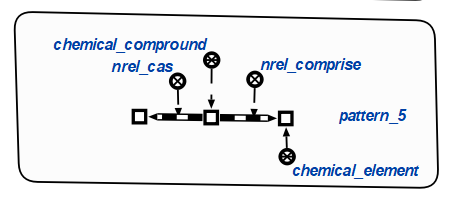 chemical_compround
nrel_cas
nrel_comprise
pattern_5
chemical_element